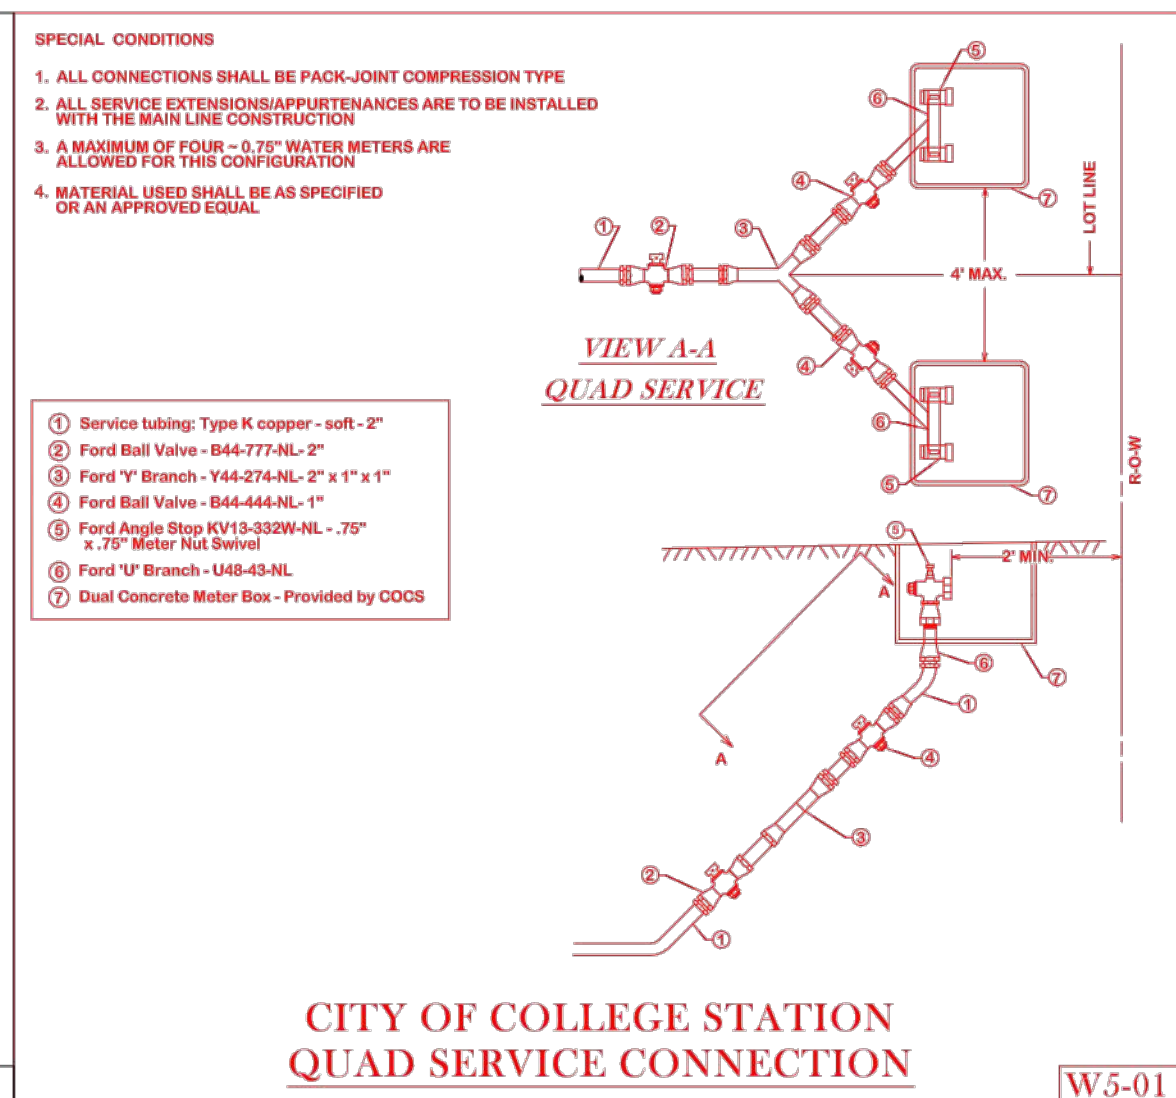 SPECIAL CONDITIONS
1. ALL CONNECTIONS SHALL BE PACK-JOINT COMPRESSION TYPE
2. ALL SERVICE EXTENSIONS/APPURTENANCES ARE TO BE INSTALLED
WITH THE MAIN LINE CONSTRUCTION
3. A MAXIMUM OF FOUR ~ 0.75" WATER METERS ARE
ALLOWED FOR THIS CONFIGURATION
4. MATERIAL USED SHALL BE AS SPECIFIED
OR AN APPROVED EQUAL
5
6
4
7
1
2
3
LOT LINE
4' MAX.
VIEW A-A
QUAD SERVICE
4
6
5
7
R-O-W
1 Service tubing: Type K copper - soft - 2"
2 Ford Ball Valve - B44-777-NL- 2"
3 Ford 'Y' Branch - Y44-274-NL- 2" x 1" x 1"
4 Ford Ball Valve - B44-444-NL- 1"
5 Ford Angle Stop KV13-332W-NL - .75"
x .75" Meter Nut Swivel
6 Ford 'U' Branch - U48-43-NL
7 Dual Concrete Meter Box - Provided by COCS
5
2' MIN.
A
6
7
1
A
4
3
2
1
CITY OF COLLEGE STATION
QUAD SERVICE CONNECTION
W5-01